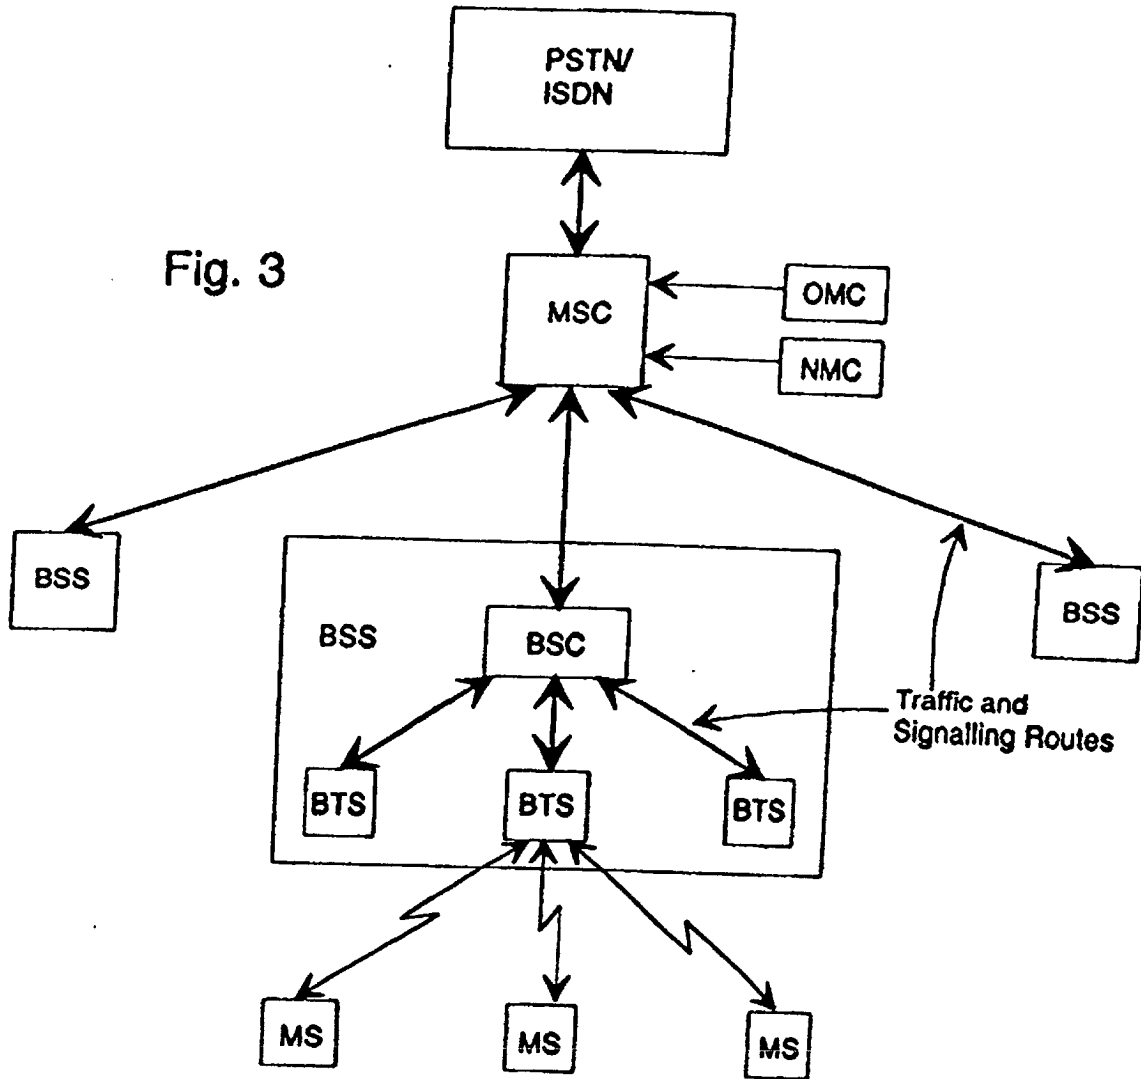 PSTN/
ISDN
Fig. 3
MSC
OMC
NMC
BSS
BSS
BSC
BSS
Traffic and
Signalling Routes
BTS
BTS
BTS
MS
MS
MS